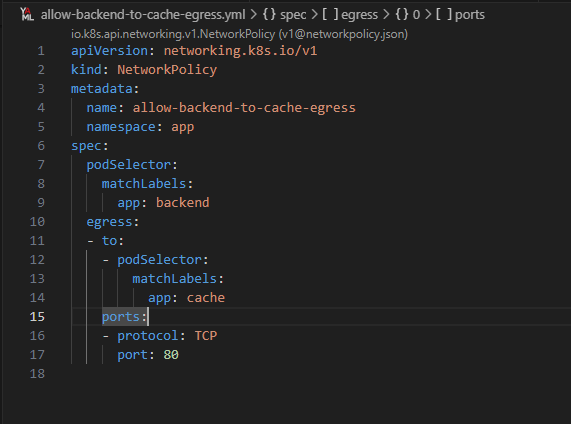 YAML allow-backend-to-cache-egress.yml > {} spec > [ ] egress > {} 0 > [ ] ports
io.k8s.api.networking.v1.NetworkPolicy (v1@networkpolicy.json)
1 apiVersion: networking.k8s.io/v1
2 kind: NetworkPolicy
3 metadata:
4   name: allow-backend-to-cache-egress
5   namespace: app
6 spec:
7   podSelector:
8     matchLabels:
9       app: backend
10   egress:
11   - to:
12     - podSelector:
13         matchLabels:
14           app: cache
15     ports:
16     - protocol: TCP
17       port: 80
18